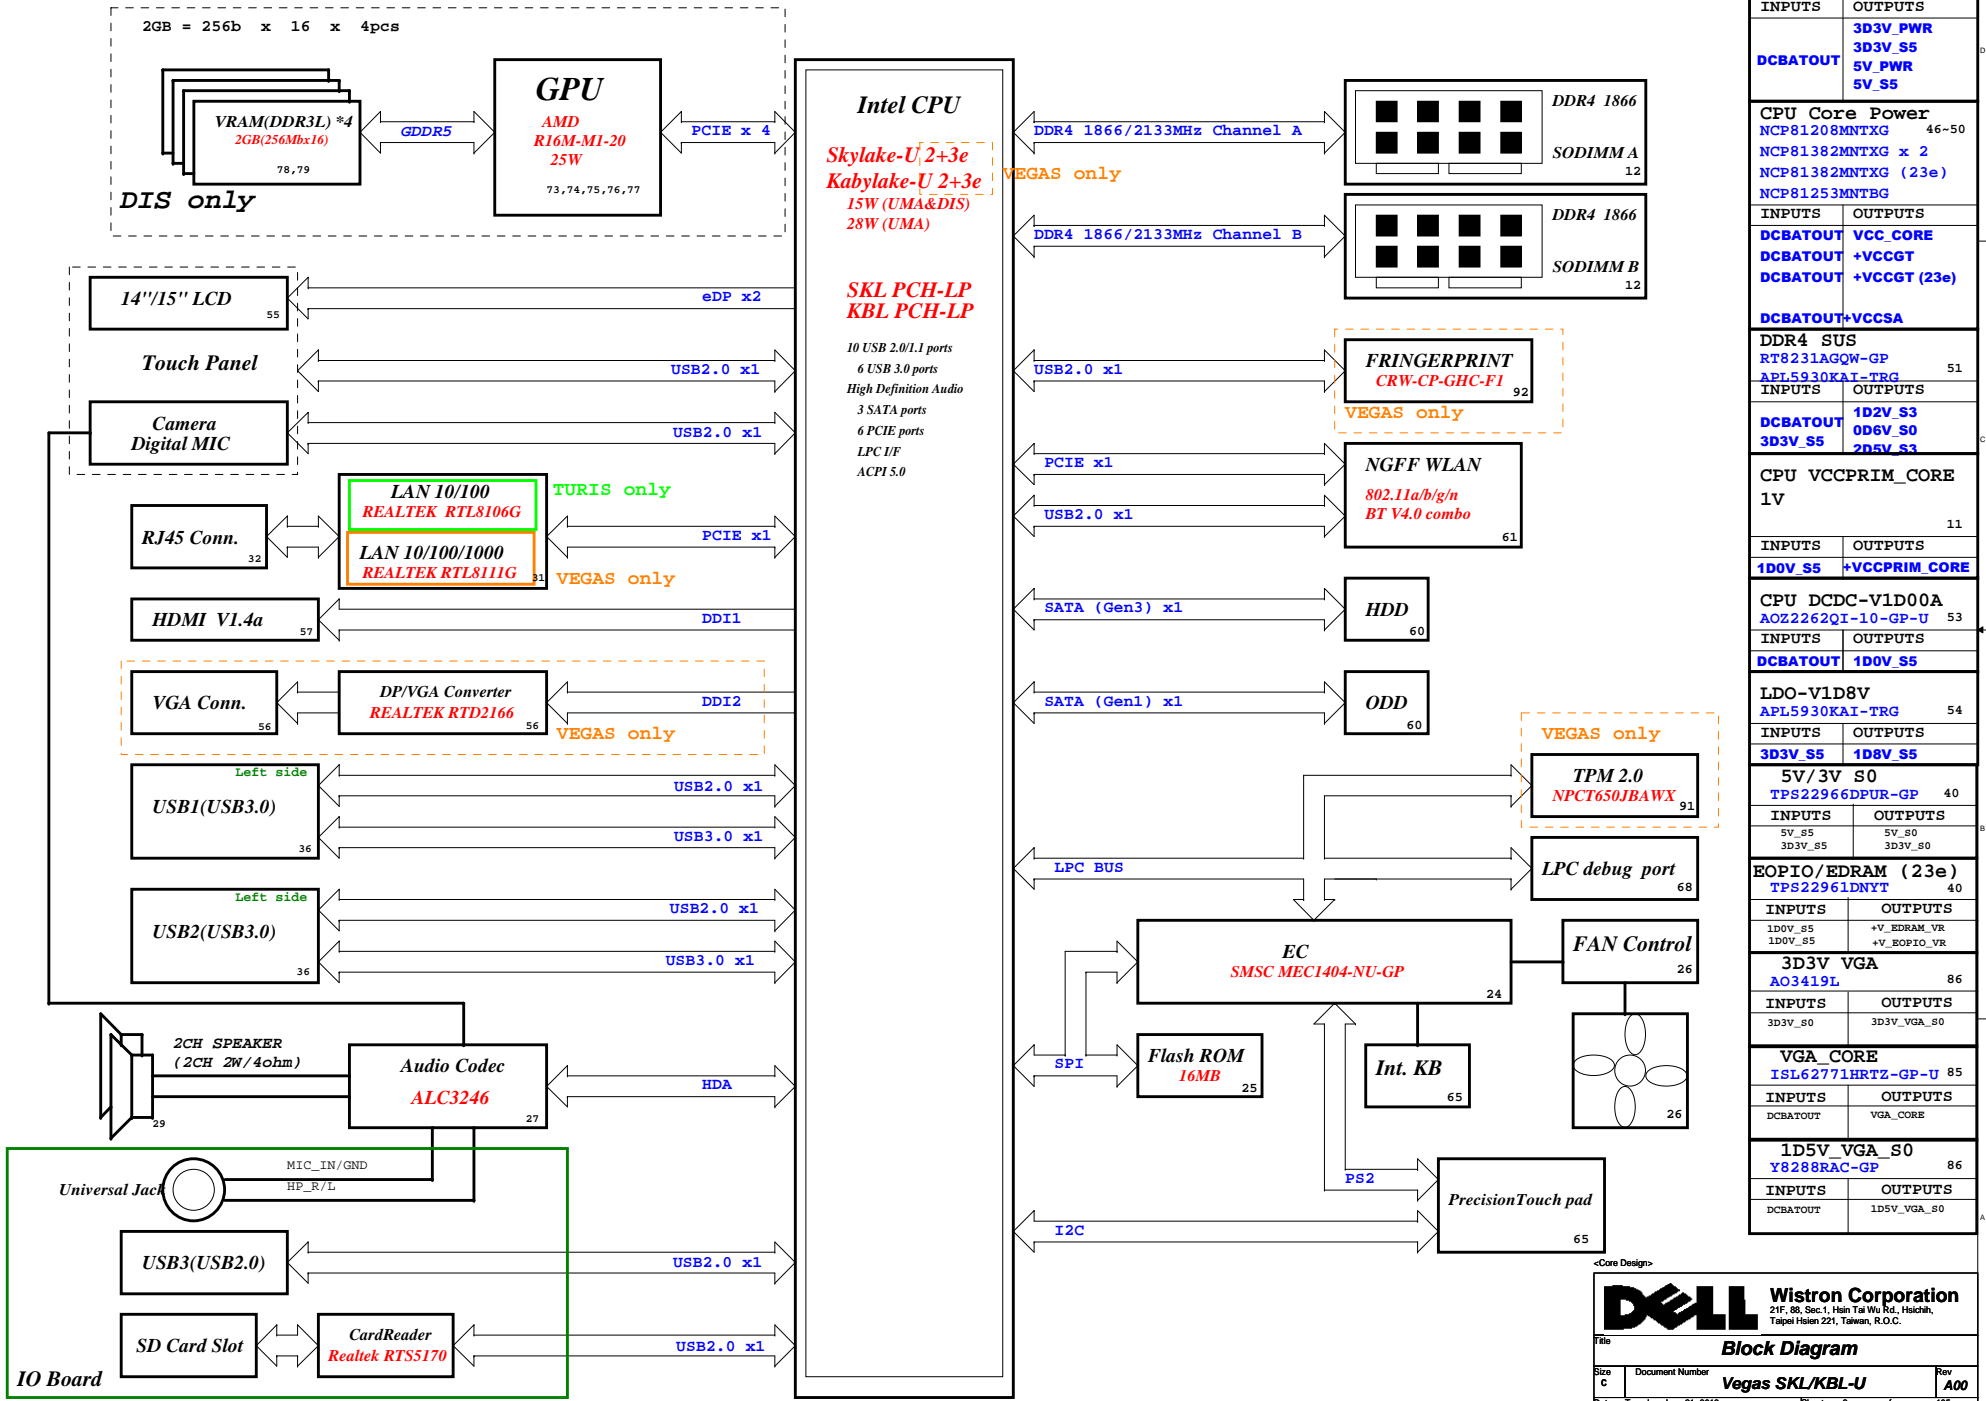 2GB = 256b x 16 x 4pcs
VRAM(DDR3L) *4
2GB(256Mbx16)
78,79
DIS only
GDDR5
GPU
AMD
R16M-M1-20
25W
73,74,75,76,77
PCIE x 4
Intel CPU
Skylake-U 2+3e
Kabylake-U 2+3e
VEGAS only
15W (UMA&DIS)
28W (UMA)
SKL PCH-LP
KBL PCH-LP
10 USB 2.0/1.1 ports
6 USB 3.0 ports
High Definition Audio
3 SATA ports
6 PCIE ports
LPC I/F
ACPI 5.0
14"/15" LCD
55
eDP x2
Touch Panel
USB2.0 x1
Camera
Digital MIC
USB2.0 x1
RJ45 Conn.
32
LAN 10/100
REALTEK RTL8106G
TURIS only
LAN 10/100/1000
REALTEK RTL8111G
31
VEGAS only
PCIE x1
HDMI V1.4a
57
DDI1
VGA Conn.
56
DP/VGA Converter
REALTEK RTD2166
56
VEGAS only
DDI2
Left side
USB1(USB3.0)
36
USB2.0 x1
USB3.0 x1
Left side
USB2(USB3.0)
36
USB2.0 x1
USB3.0 x1
2CH SPEAKER
(2CH 2W/4ohm)
29
Audio Codec
ALC3246
27
HDA
MIC_IN/GND
HP_R/L
Universal Jack
USB3(USB2.0)
USB2.0 x1
SD Card Slot
CardReader
Realtek RTS5170
USB2.0 x1
IO Board
DDR4 1866/2133MHz Channel A
DDR4 1866
SODIMM A
12
DDR4 1866/2133MHz Channel B
DDR4 1866
SODIMM B
12
USB2.0 x1
FRINGERPRINT
CRW-CP-GHC-F1
92
VEGAS only
PCIE x1
USB2.0 x1
NGFF WLAN
802.11a/b/g/n
BT V4.0 combo
61
SATA (Gen3) x1
HDD
60
SATA (Gen1) x1
ODD
60
VEGAS only
TPM 2.0
NPCT650JBAWX
91
LPC BUS
LPC debug port
68
EC
SMSC MEC1404-NU-GP
24
FAN Control
26
26
SPI
Flash ROM
16MB
25
Int. KB
65
PS2
I2C
PrecisionTouch pad
65
INPUTS OUTPUTS
DCBATOUT
3D3V_PWR
3D3V_S5
5V_PWR
5V_S5
CPU Core Power
NCP81208MNTXG 46~50
NCP81382MNTXG x 2
NCP81382MNTXG (23e)
NCP81253MNTBG
INPUTS OUTPUTS
DCBATOUT VCC_CORE
DCBATOUT +VCCGT
DCBATOUT +VCCGT (23e)
DCBATOUT +VCCSA
DDR4 SUS
RT8231AGQW-GP
51
APL5930KAI-TRG
INPUTS OUTPUTS
DCBATOUT
3D3V_S5
1D2V_S3
0D6V_S0
2D5V_S3
CPU VCCPRIM_CORE
1V
11
INPUTS OUTPUTS
1D0V_S5 +VCCPRIM_CORE
CPU DCDC-V1D00A
AOZ2262QI-10-GP-U 53
INPUTS OUTPUTS
DCBATOUT 1D0V_S5
LDO-V1D8V
APL5930KAI-TRG 54
INPUTS OUTPUTS
3D3V_S5 1D8V_S5
5V/3V S0
TPS22966DPUR-GP 40
INPUTS OUTPUTS
5V_S5 5V_S0
3D3V_S5 3D3V_S0
EOPIO/EDRAM (23e)
TPS22961DNYT 40
INPUTS OUTPUTS
1D0V_S5 +V_EDRAM_VR
1D0V_S5 +V_EOPIO_VR
3D3V VGA
AO3419L 86
INPUTS OUTPUTS
3D3V_S0 3D3V_VGA_S0
VGA_CORE
ISL62771HRTZ-GP-U 85
INPUTS OUTPUTS
DCBATOUT VGA_CORE
1D5V_VGA_S0
Y8288RAC-GP 86
INPUTS OUTPUTS
DCBATOUT 1D5V_VGA_S0
D
C
B
A
<Core Design>
DELL
Wistron Corporation
21F, 88, Sec.1, Hsin Tai Wu Rd., Hsichih,
Taipei Hsien 221, Taiwan, R.O.C.
Title
Block Diagram
Size
C
Document Number
Vegas SKL/KBL-U
Rev
A00